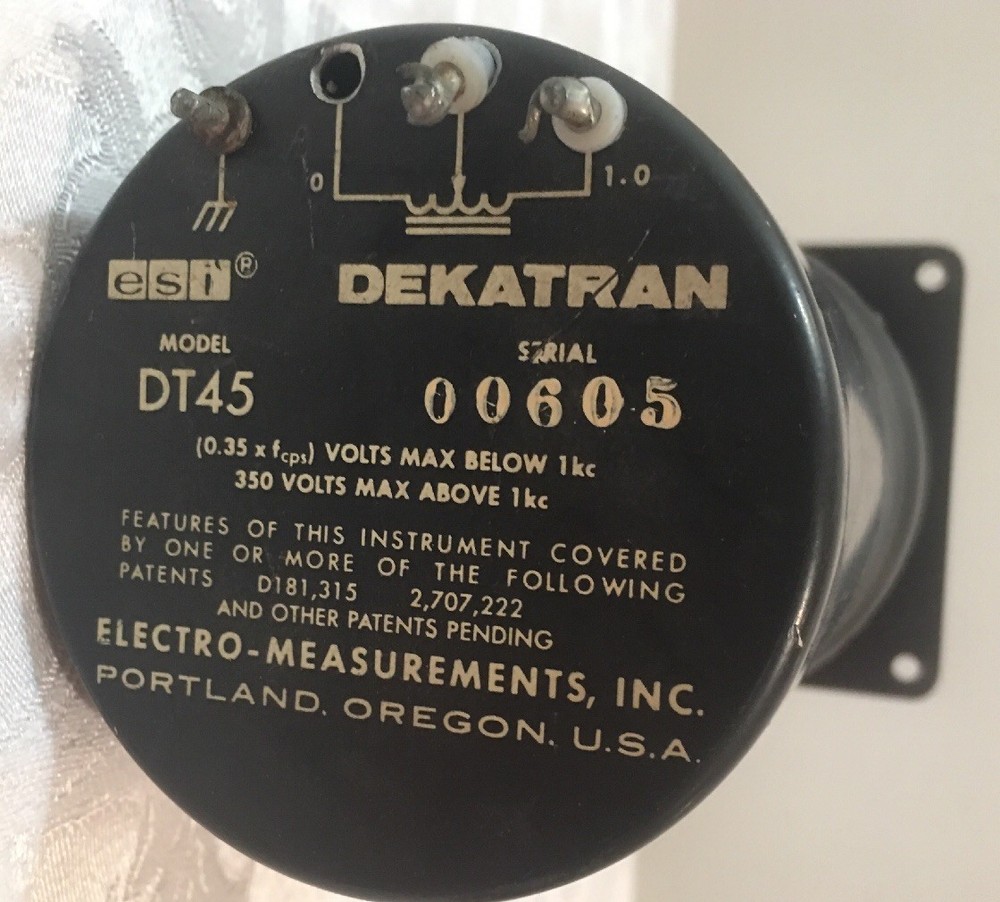 0 1.0
esi® DEKATRAN
MODEL SERIAL
DT45 00605
(0.35 x fcps) VOLTS MAX BELOW 1kc
350 VOLTS MAX ABOVE 1kc
FEATURES OF THIS INSTRUMENT COVERED
BY ONE OR MORE OF THE FOLLOWING
PATENTS D181,315 2,707,222
AND OTHER PATENTS PENDING
ELECTRO-MEASUREMENTS, INC.
PORTLAND, OREGON, U.S.A.